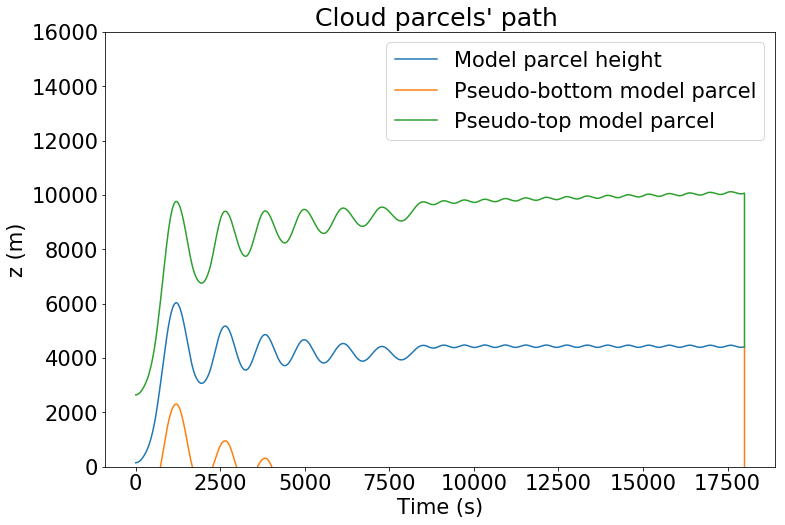 Cloud parcels' path
16000
14000
12000
10000
8000
6000
4000
2000
0
z (m)
Model parcel height
Pseudo-bottom model parcel
Pseudo-top model parcel
0 2500 5000 7500 10000 12500 15000 17500
Time (s)